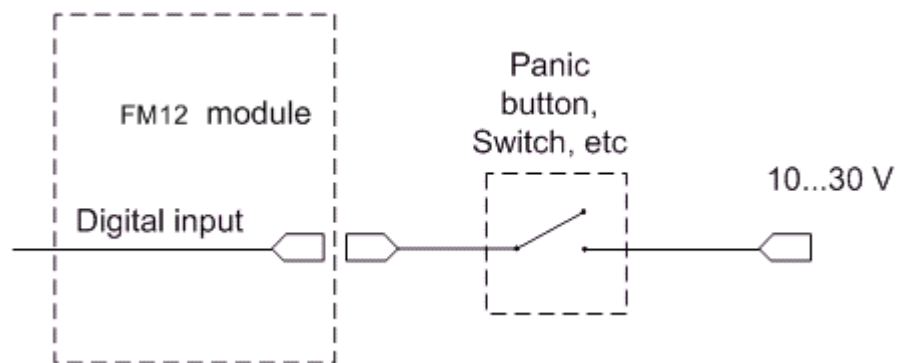 FM12 module
Digital input
Panic
button,
Switch, etc
10...30 V